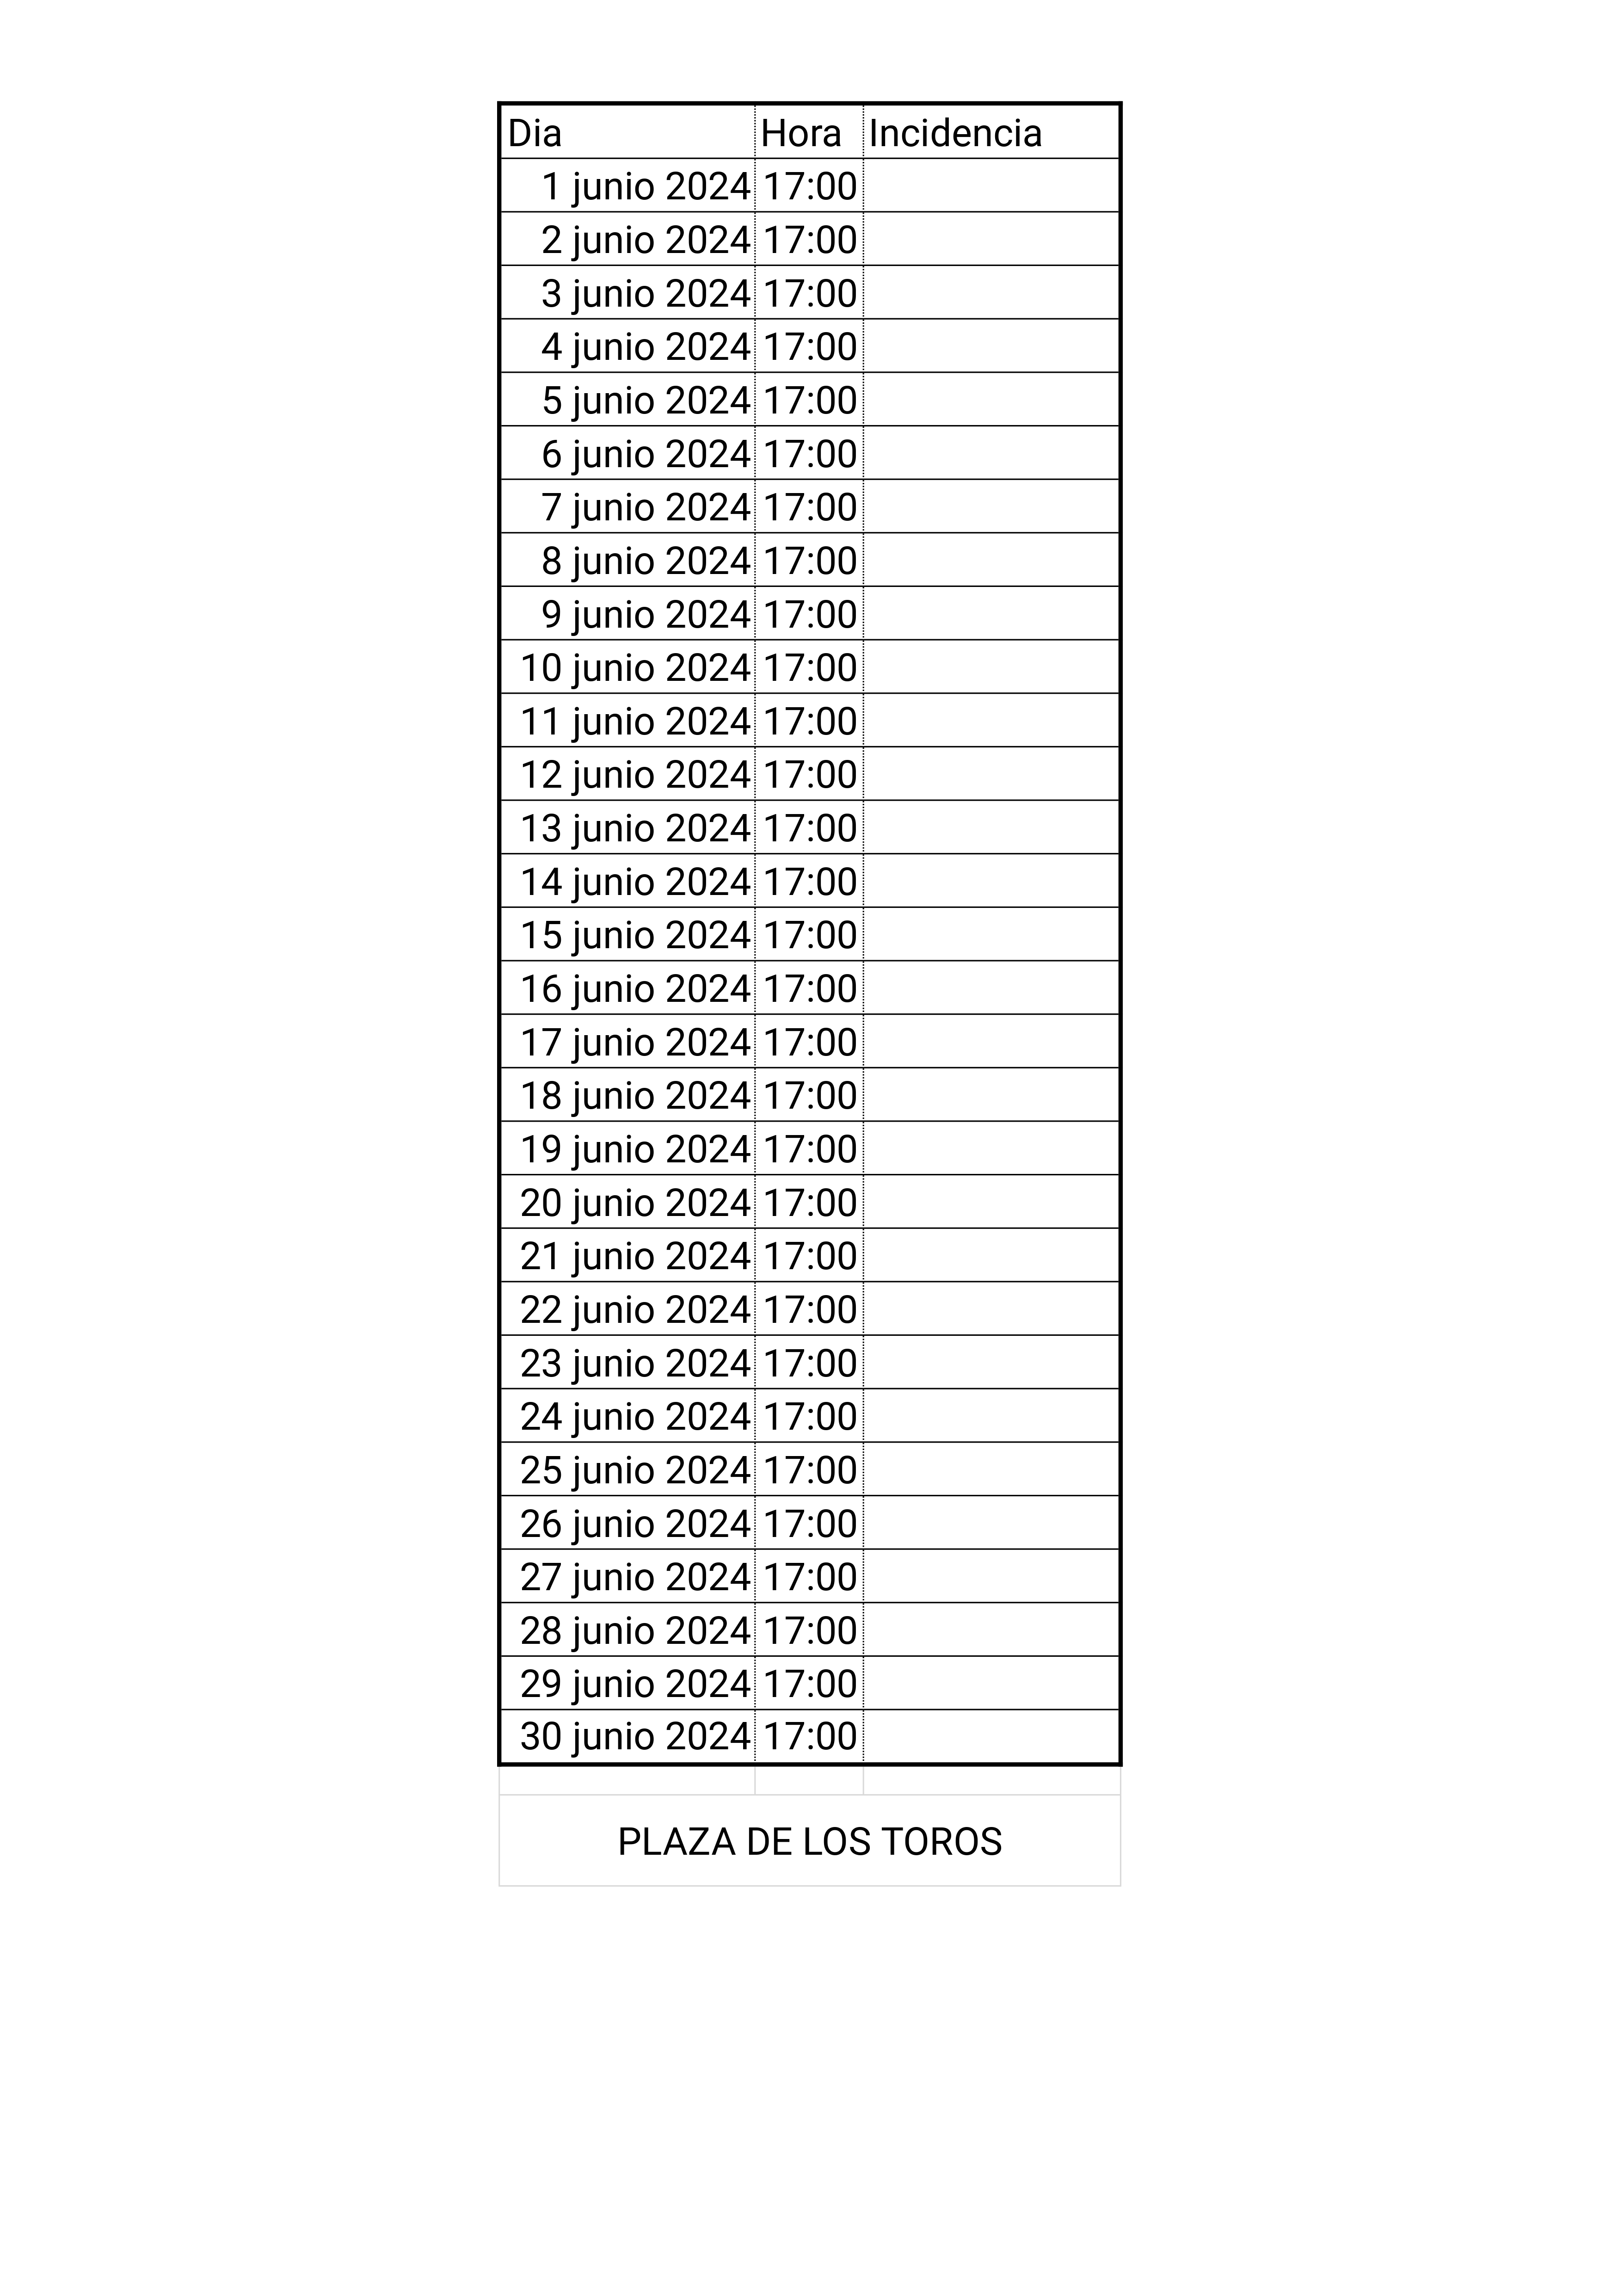 Dia Hora Incidencia
1 junio 2024 17:00
2 junio 2024 17:00
3 junio 2024 17:00
4 junio 2024 17:00
5 junio 2024 17:00
6 junio 2024 17:00
7 junio 2024 17:00
8 junio 2024 17:00
9 junio 2024 17:00
10 junio 2024 17:00
11 junio 2024 17:00
12 junio 2024 17:00
13 junio 2024 17:00
14 junio 2024 17:00
15 junio 2024 17:00
16 junio 2024 17:00
17 junio 2024 17:00
18 junio 2024 17:00
19 junio 2024 17:00
20 junio 2024 17:00
21 junio 2024 17:00
22 junio 2024 17:00
23 junio 2024 17:00
24 junio 2024 17:00
25 junio 2024 17:00
26 junio 2024 17:00
27 junio 2024 17:00
28 junio 2024 17:00
29 junio 2024 17:00
30 junio 2024 17:00
PLAZA DE LOS TOROS